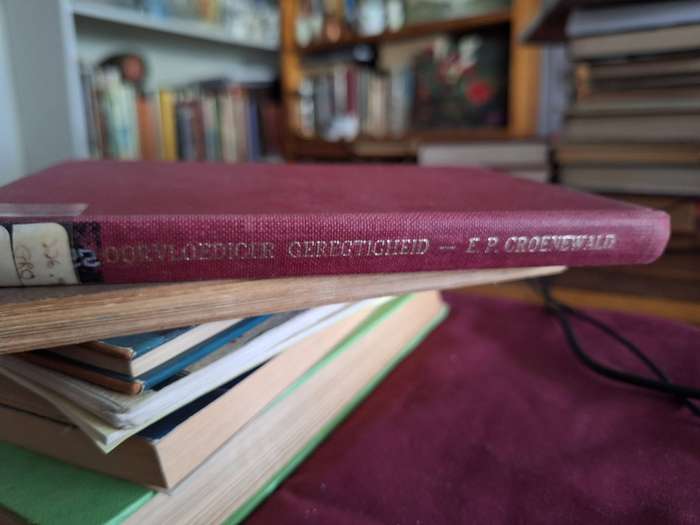 OORVLOEDIGER GEREGTIGHEID — E. P. GROENEWALD